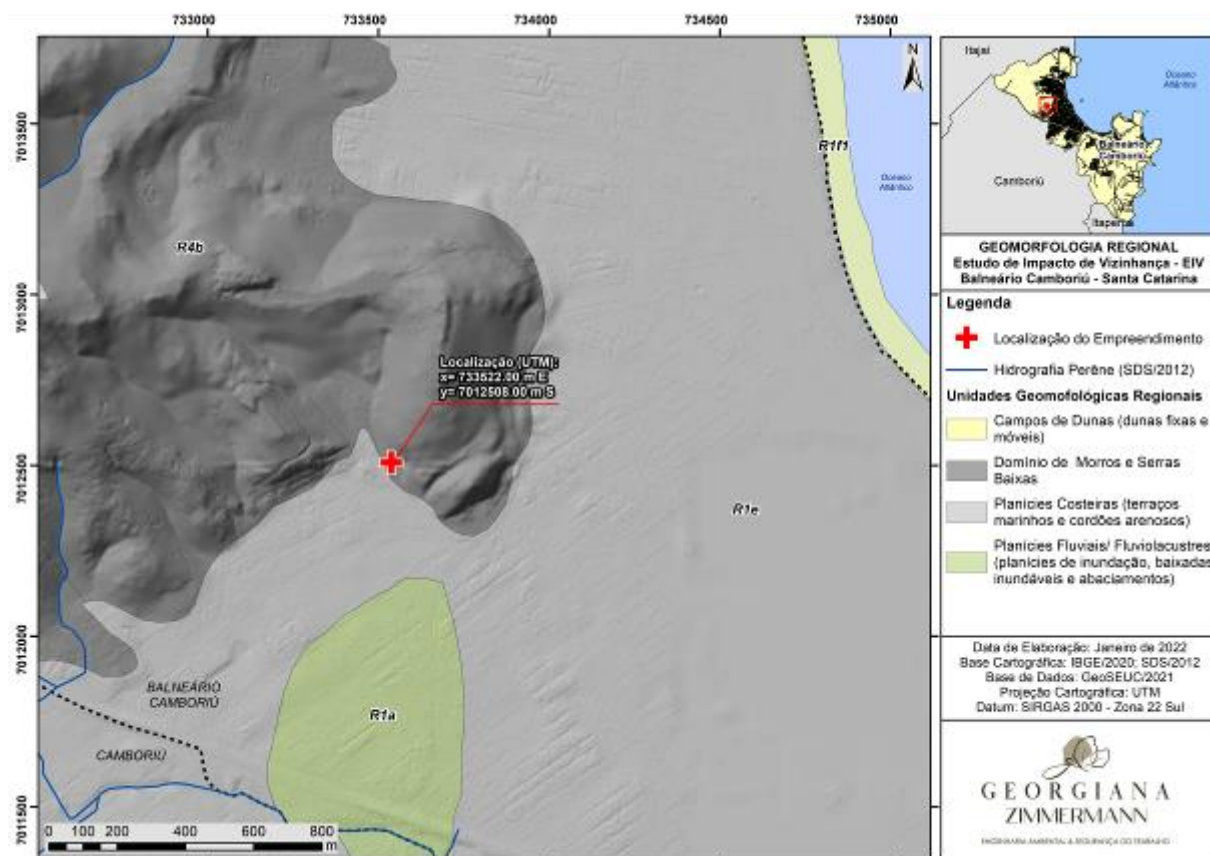 733000 733500 734000 734500 735000
7013500
7013000
7012500
7012000
7011500
N
R1f1
Oceano
Atlântico
R4b
Localização (UTM):
x= 733522.00 m E
y= 7012508.00 m S
R1e
R1a
BALNEÁRIO
CAMBORIÚ
CAMBORIÚ
0 100 200 400 600 800
m
Itajaí
Oceano
Atlântico
Balneário
Camboriú
Camboriú
Itapema
GEOMORFOLOGIA REGIONAL
Estudo de Impacto de Vizinhança - EIV
Balneário Camboriú - Santa Catarina
Legenda
Localização do Empreendimento
Hidrografia Perêne (SDS/2012)
Unidades Geomofológicas Regionais
Campos de Dunas (dunas fixas e
móveis)
Domínio de Morros e Serras
Baixas
Planícies Costeiras (terraços
marinhos e cordões arenosos)
Planícies Fluviais/ Fluviolacustres
(planícies de inundação, baixadas
inundáveis e abaciamentos)
Data de Elaboração: Janeiro de 2022
Base Cartográfica: IBGE/2020; SDS/2012
Base de Dados: GeoSEUC/2021
Projeção Cartográfica: UTM
Datum: SIRGAS 2000 - Zona 22 Sul
GEORGIANA
ZIMMERMANN
ENGENHARIA AMBIENTAL & SEGURANÇA DO TRABALHO